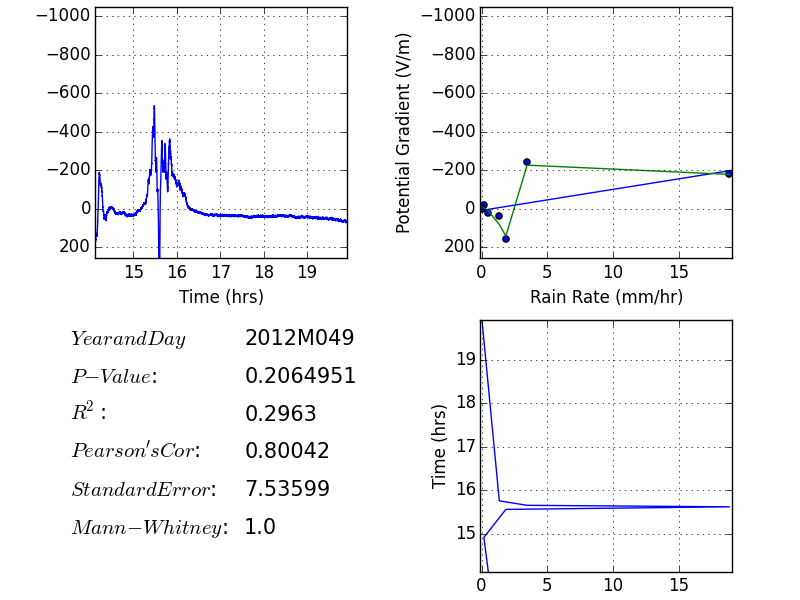 −1000
−800
−600
−400
−200
0
200
15 16 17 18 19
Time (hrs)
Potential Gradient (V/m)
−1000
−800
−600
−400
−200
0
200
0 5 10 15
Rain Rate (mm/hr)
YearandDay 2012M049
P−Value: 0.2064951
R²: 0.2963
Pearson'sCor: 0.80042
StandardError: 7.53599
Mann−Whitney: 1.0
Time (hrs)
19
18
17
16
15
0 5 10 15